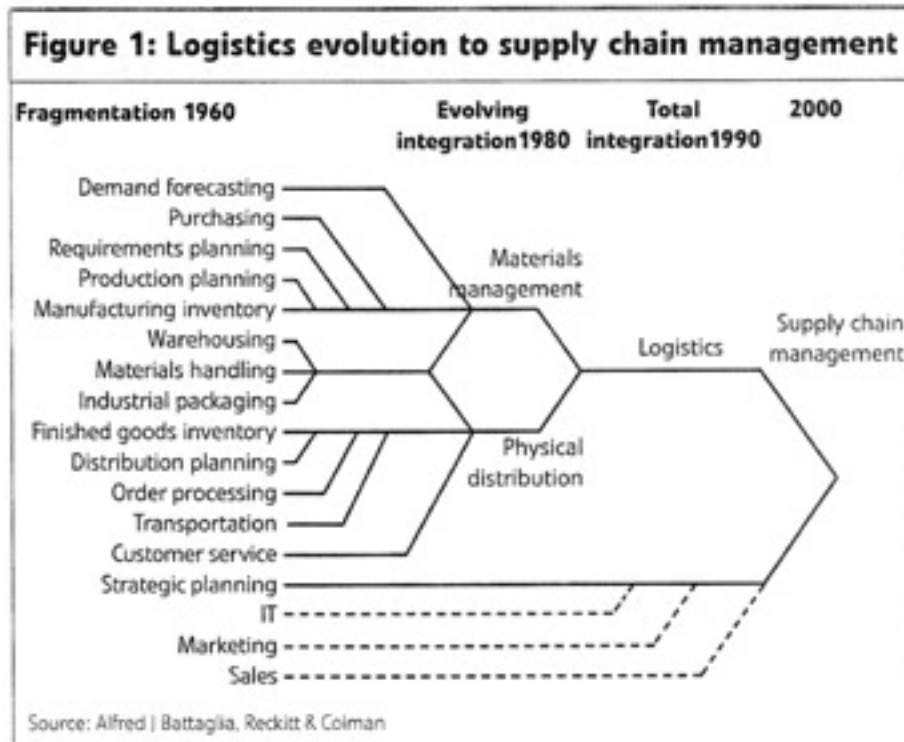 Figure 1: Logistics evolution to supply chain management
Fragmentation 1960
Evolving
integration1980
Total
integration1990
2000
Demand forecasting
Purchasing
Requirements planning
Production planning
Manufacturing inventory
Warehousing
Materials handling
Industrial packaging
Finished goods inventory
Distribution planning
Order processing
Transportation
Customer service
Strategic planning
IT
Marketing
Sales
Materials
management
Physical
distribution
Logistics
Supply chain
management
Source: Alfred J Battaglia, Reckitt & Colman